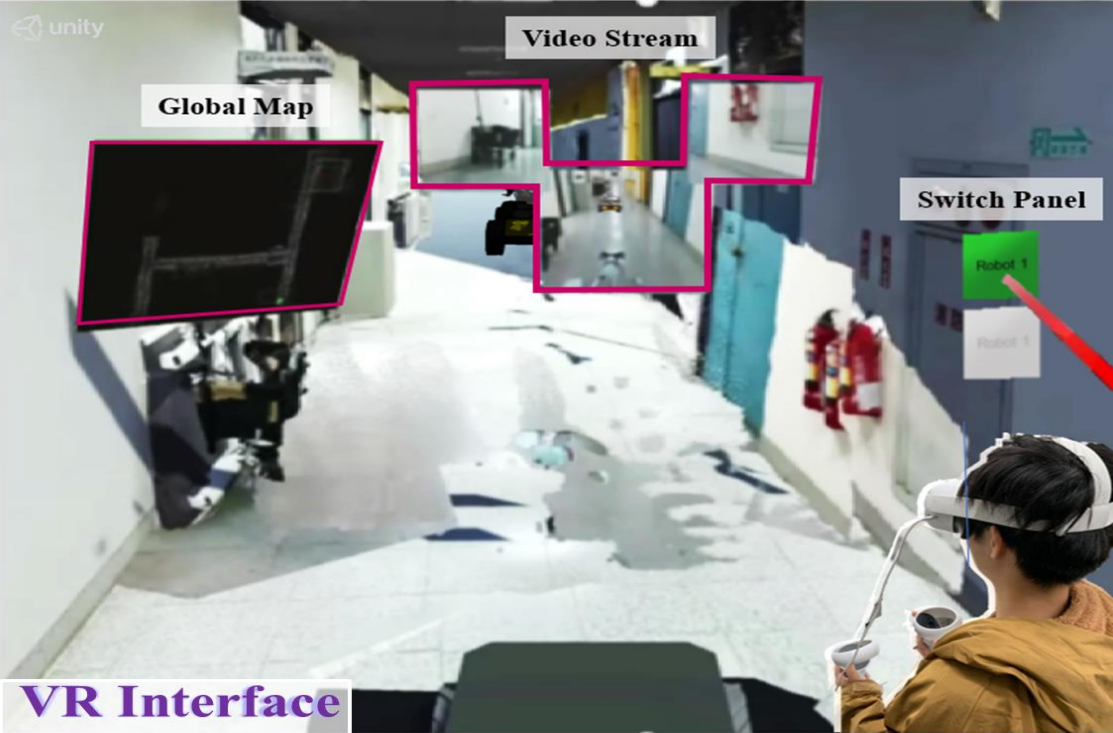 unity
Video Stream
Global Map
Switch Panel
Robot 1
Robot 1
VR Interface